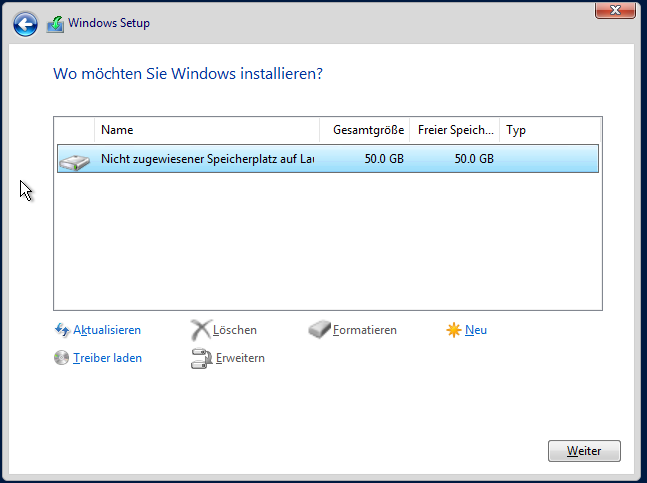 Windows Setup
Wo möchten Sie Windows installieren?
Name Gesamtgröße Freier Speich... Typ
Nicht zugewiesener Speicherplatz auf Lau 50.0 GB 50.0 GB
Aktualisieren Löschen Formatieren Neu
Treiber laden Erweitern
Weiter